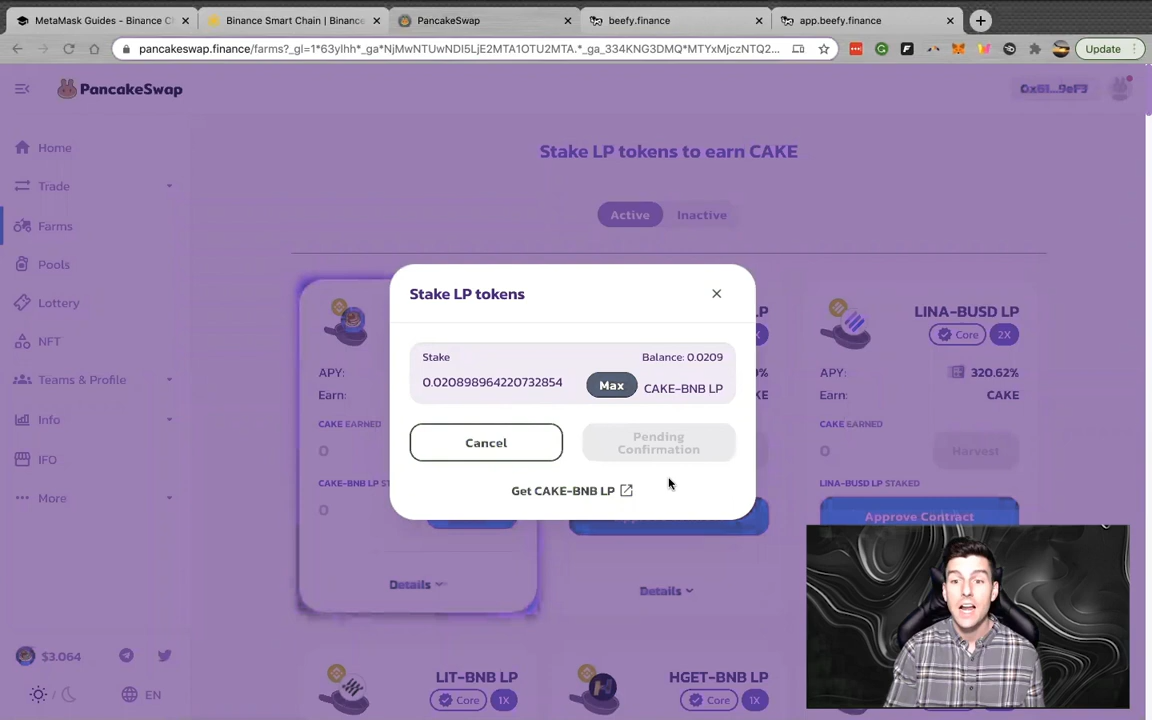 MetaMask Guides - Binance C
Binance Smart Chain | Binance
PancakeSwap
beefy.finance
app.beefy.finance
pancakeswap.finance/farms?_gl=1*63ylhh*_ga*NjMwNTUwNDI5LjE2MTA1OTU2MTA.*_ga_334KNG3DMQ*MTYxMjczNTQ2...
Update
PancakeSwap
0x61...9eF3
Home
Trade
Farms
Pools
Lottery
NFT
Teams & Profile
Info
IFO
More
$3.064
EN
Stake LP tokens to earn CAKE
Active
Inactive
Stake LP tokens
Stake
Balance: 0.0209
0.020898964220732854
Max
CAKE-BNB LP
Cancel
Pending
Confirmation
Get CAKE-BNB LP
APY:
Earn:
CAKE EARNED
0
CAKE-BNB LP ST
0
Details
LP
X
%
KE
Details
LINA-BUSD LP
Core
2X
APY:
320.62%
Earn:
CAKE
CAKE EARNED
0
Harvest
LINA-BUSD LP STAKED
Approve Contract
LIT-BNB LP
Core
1X
HGET-BNB LP
Core
1X